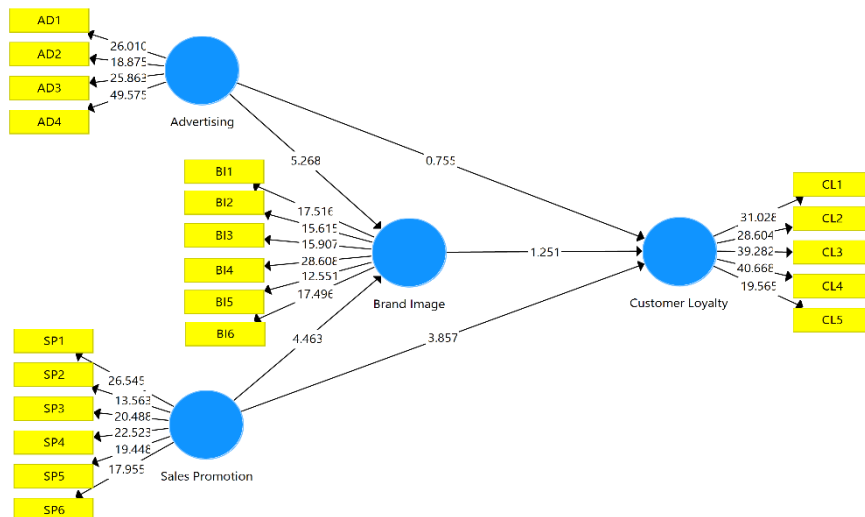 AD1
AD2
AD3
AD4
26.010
18.875
25.863
49.575
Advertising
5.268
0.755
BI1
BI2
BI3
BI4
BI5
BI6
17.516
15.615
15.907
28.608
12.551
17.496
Brand Image
1.251
CL1
CL2
CL3
CL4
CL5
31.028
28.604
39.282
40.668
19.565
Customer Loyalty
4.463
3.857
SP1
SP2
SP3
SP4
SP5
SP6
26.545
13.563
20.488
22.523
19.448
17.955
Sales Promotion